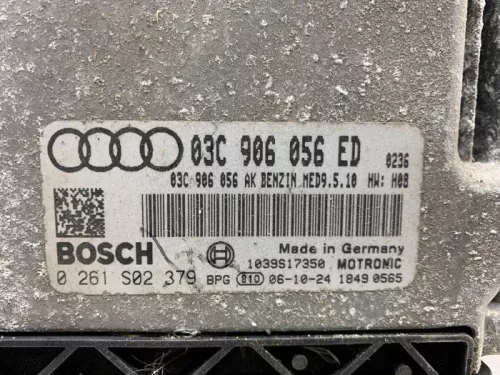 03C 906 056 ED 0236
03C 906 056 AK BENZIN MED9.5.10 HW: H08
BOSCH
Made in Germany
1039S17350 MOTRONIC
0 261 S02 379 BPG 810 06-10-24 1849 0565